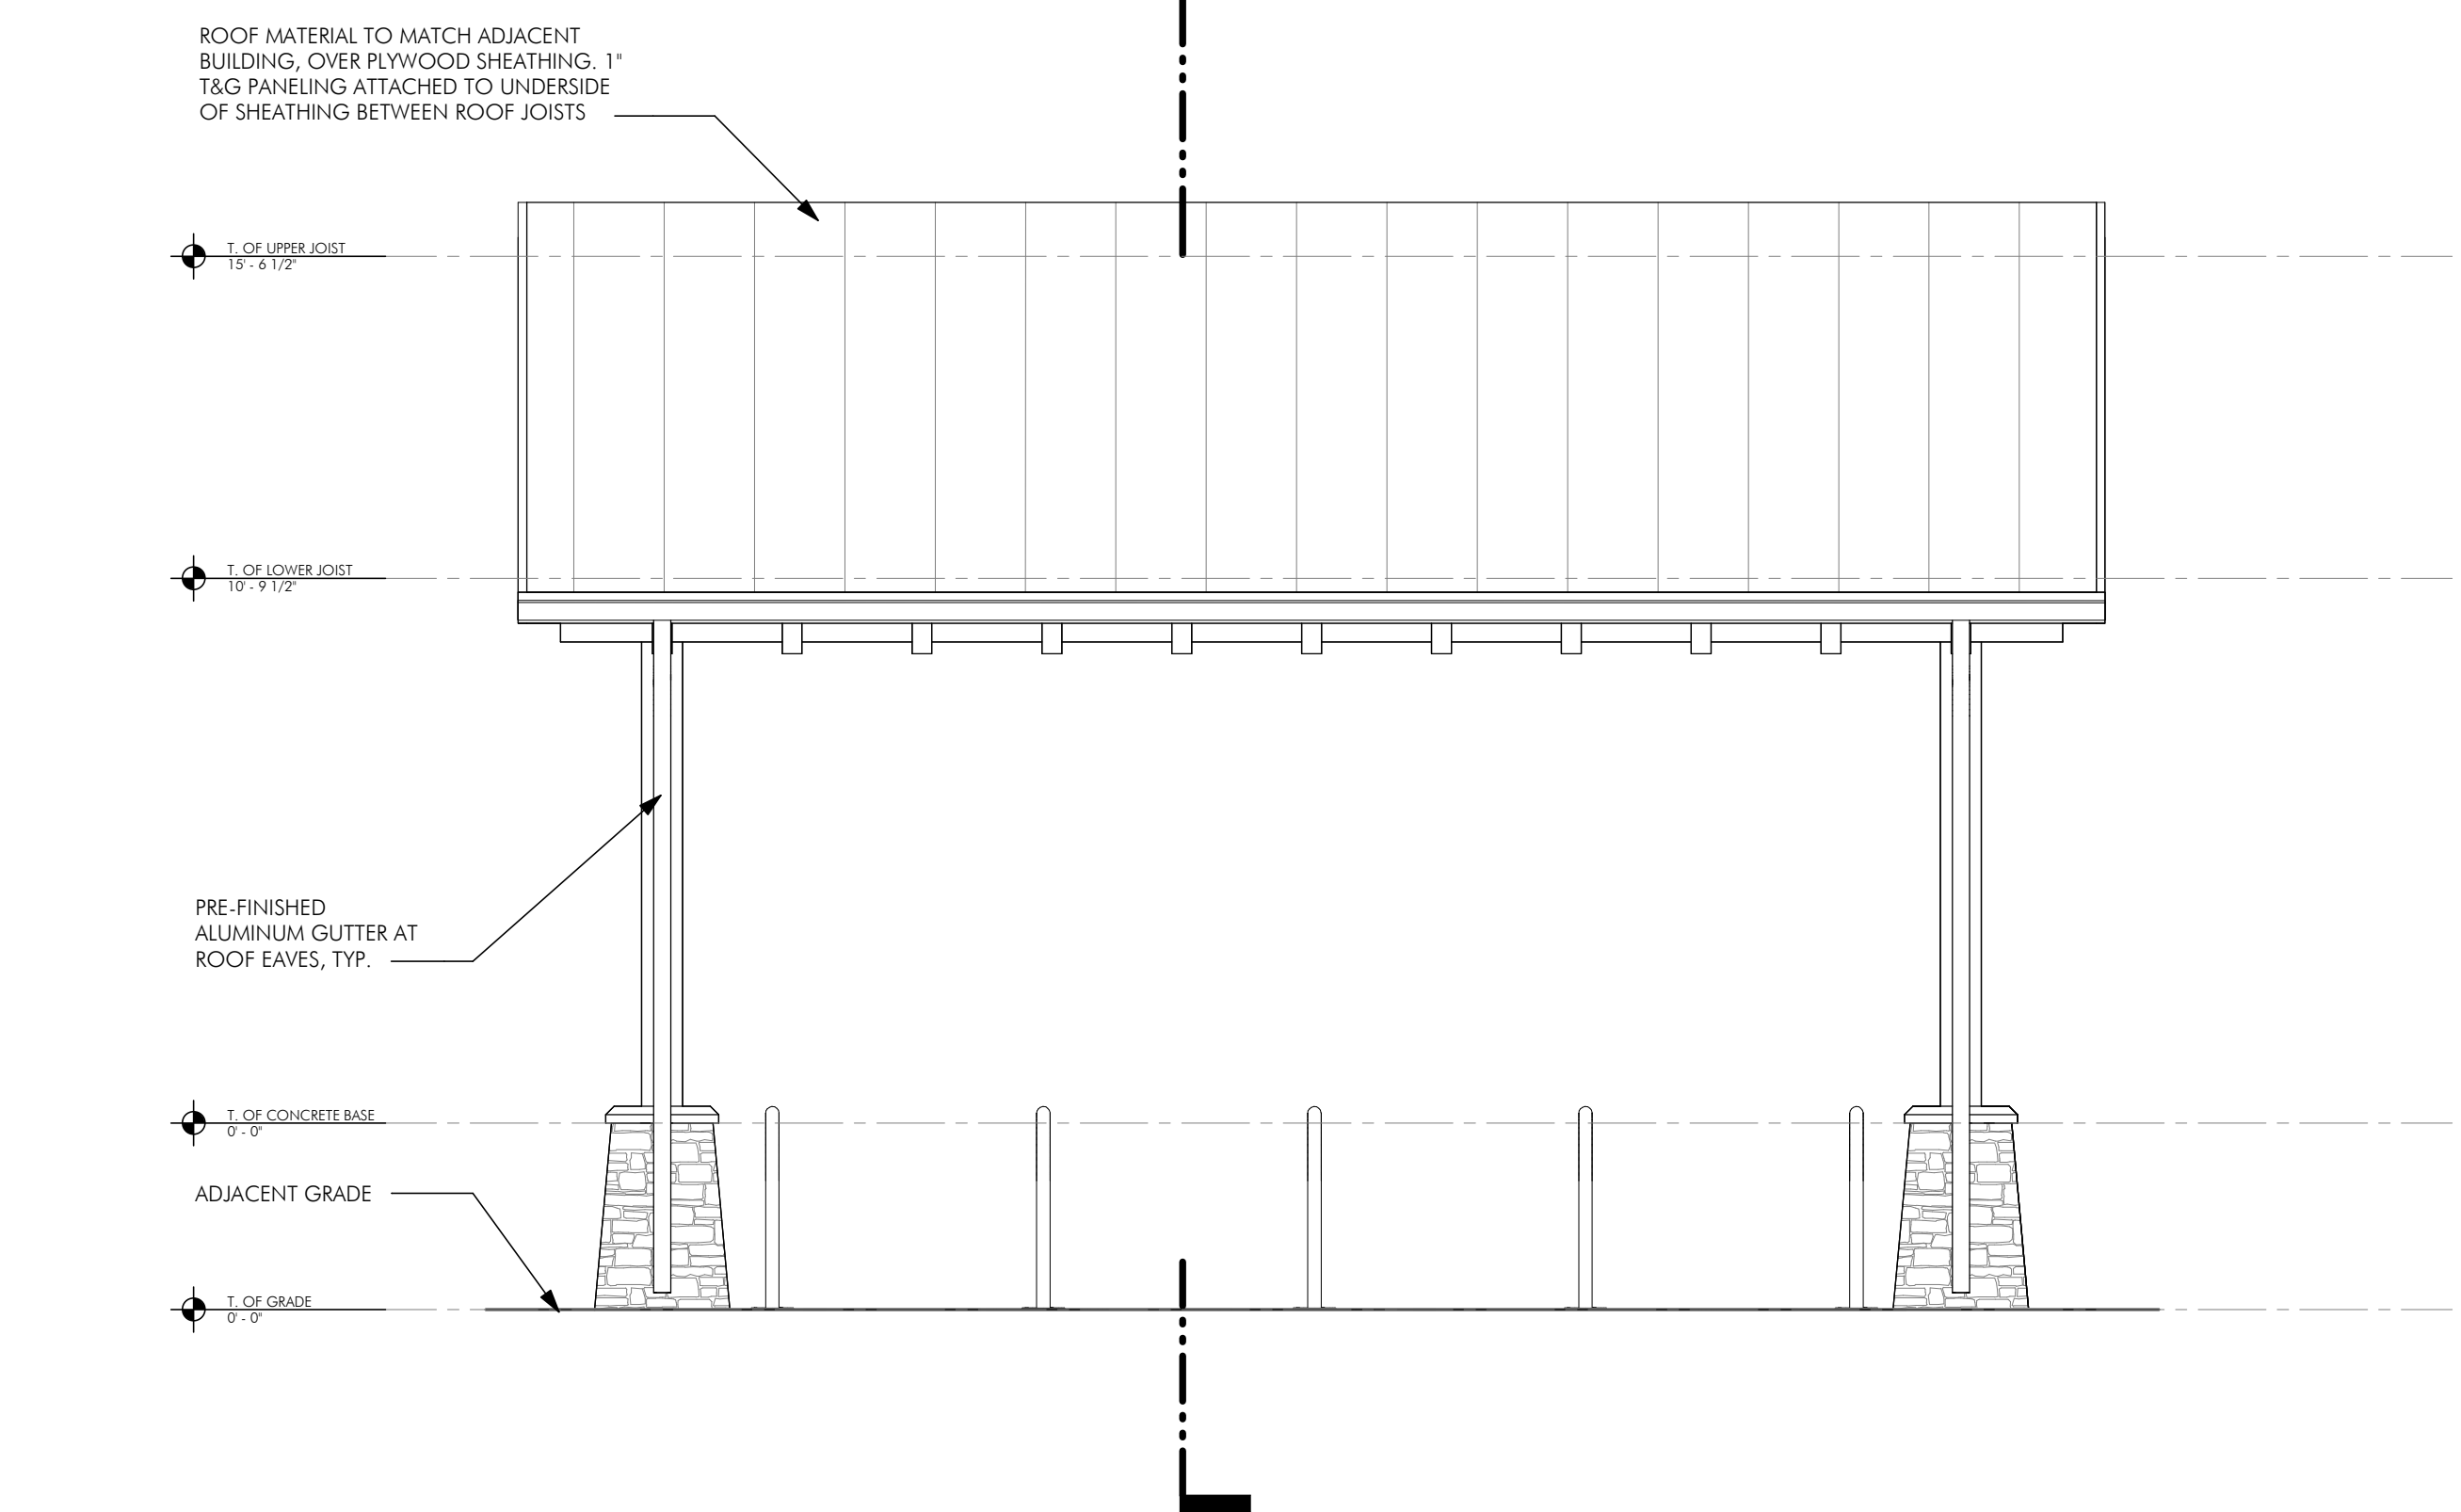 ROOF MATERIAL TO MATCH ADJACENT
BUILDING, OVER PLYWOOD SHEATHING. 1"
T&G PANELING ATTACHED TO UNDERSIDE
OF SHEATHING BETWEEN ROOF JOISTS
T. OF UPPER JOIST
15' - 6 1/2"
T. OF LOWER JOIST
10' - 9 1/2"
PRE-FINISHED
ALUMINUM GUTTER AT
ROOF EAVES, TYP.
T. OF CONCRETE BASE
0' - 0"
ADJACENT GRADE
T. OF GRADE
0' - 0"